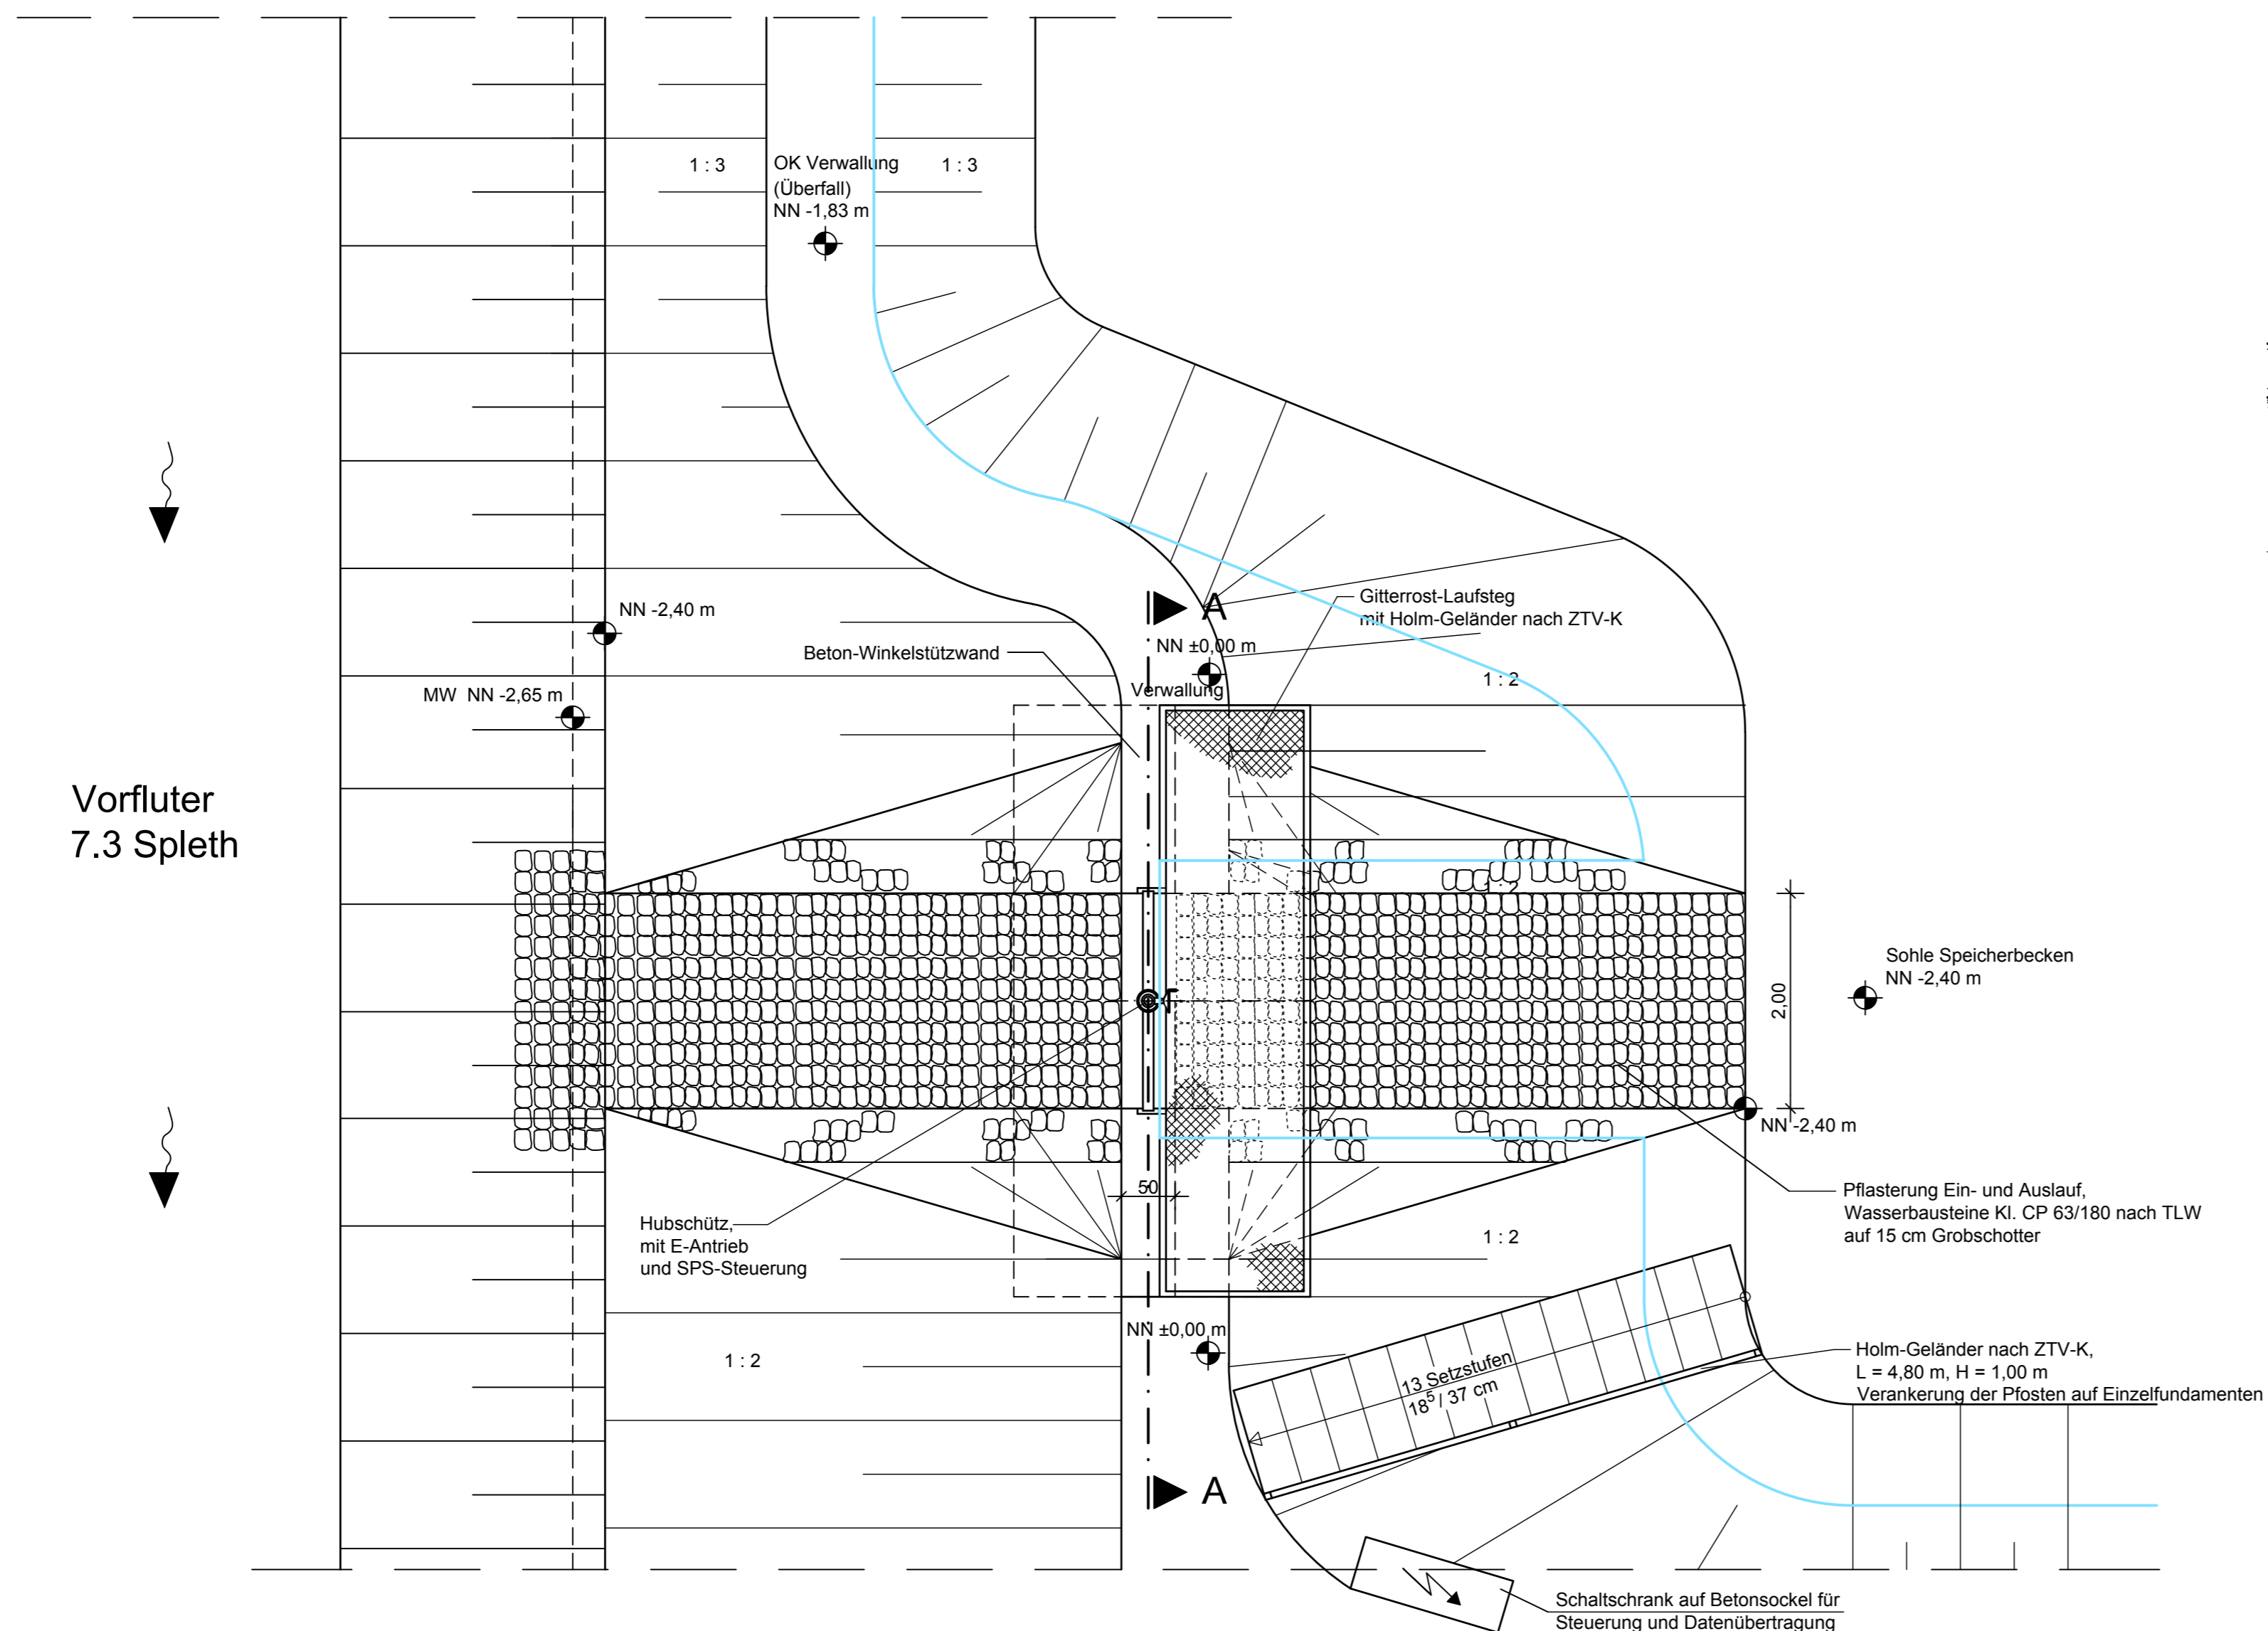 1 : 3
OK Verwallung
(Überfall)
NN -1,83 m
1 : 3
NN -2,40 m
Gitterrost-Laufsteg
mit Holm-Geländer nach ZTV-K
A
NN ±0,00 m
Beton-Winkelstützwand
Verwallung
1 : 2
MW NN -2,65 m
Vorfluter
7.3 Spleth
Sohle Speicherbecken
NN -2,40 m
2,00
NN -2,40 m
50
Pflasterung Ein- und Auslauf,
Wasserbausteine Kl. CP 63/180 nach TLW
auf 15 cm Grobschotter
Hubschütz,
mit E-Antrieb
und SPS-Steuerung
1 : 2
NN ±0,00 m
1 : 2
13 Setzstufen
18⁵ / 37 cm
Holm-Geländer nach ZTV-K,
L = 4,80 m, H = 1,00 m
Verankerung der Pfosten auf Einzelfundamenten
A
Schaltschrank auf Betonsockel für
Steuerung und Datenübertragung